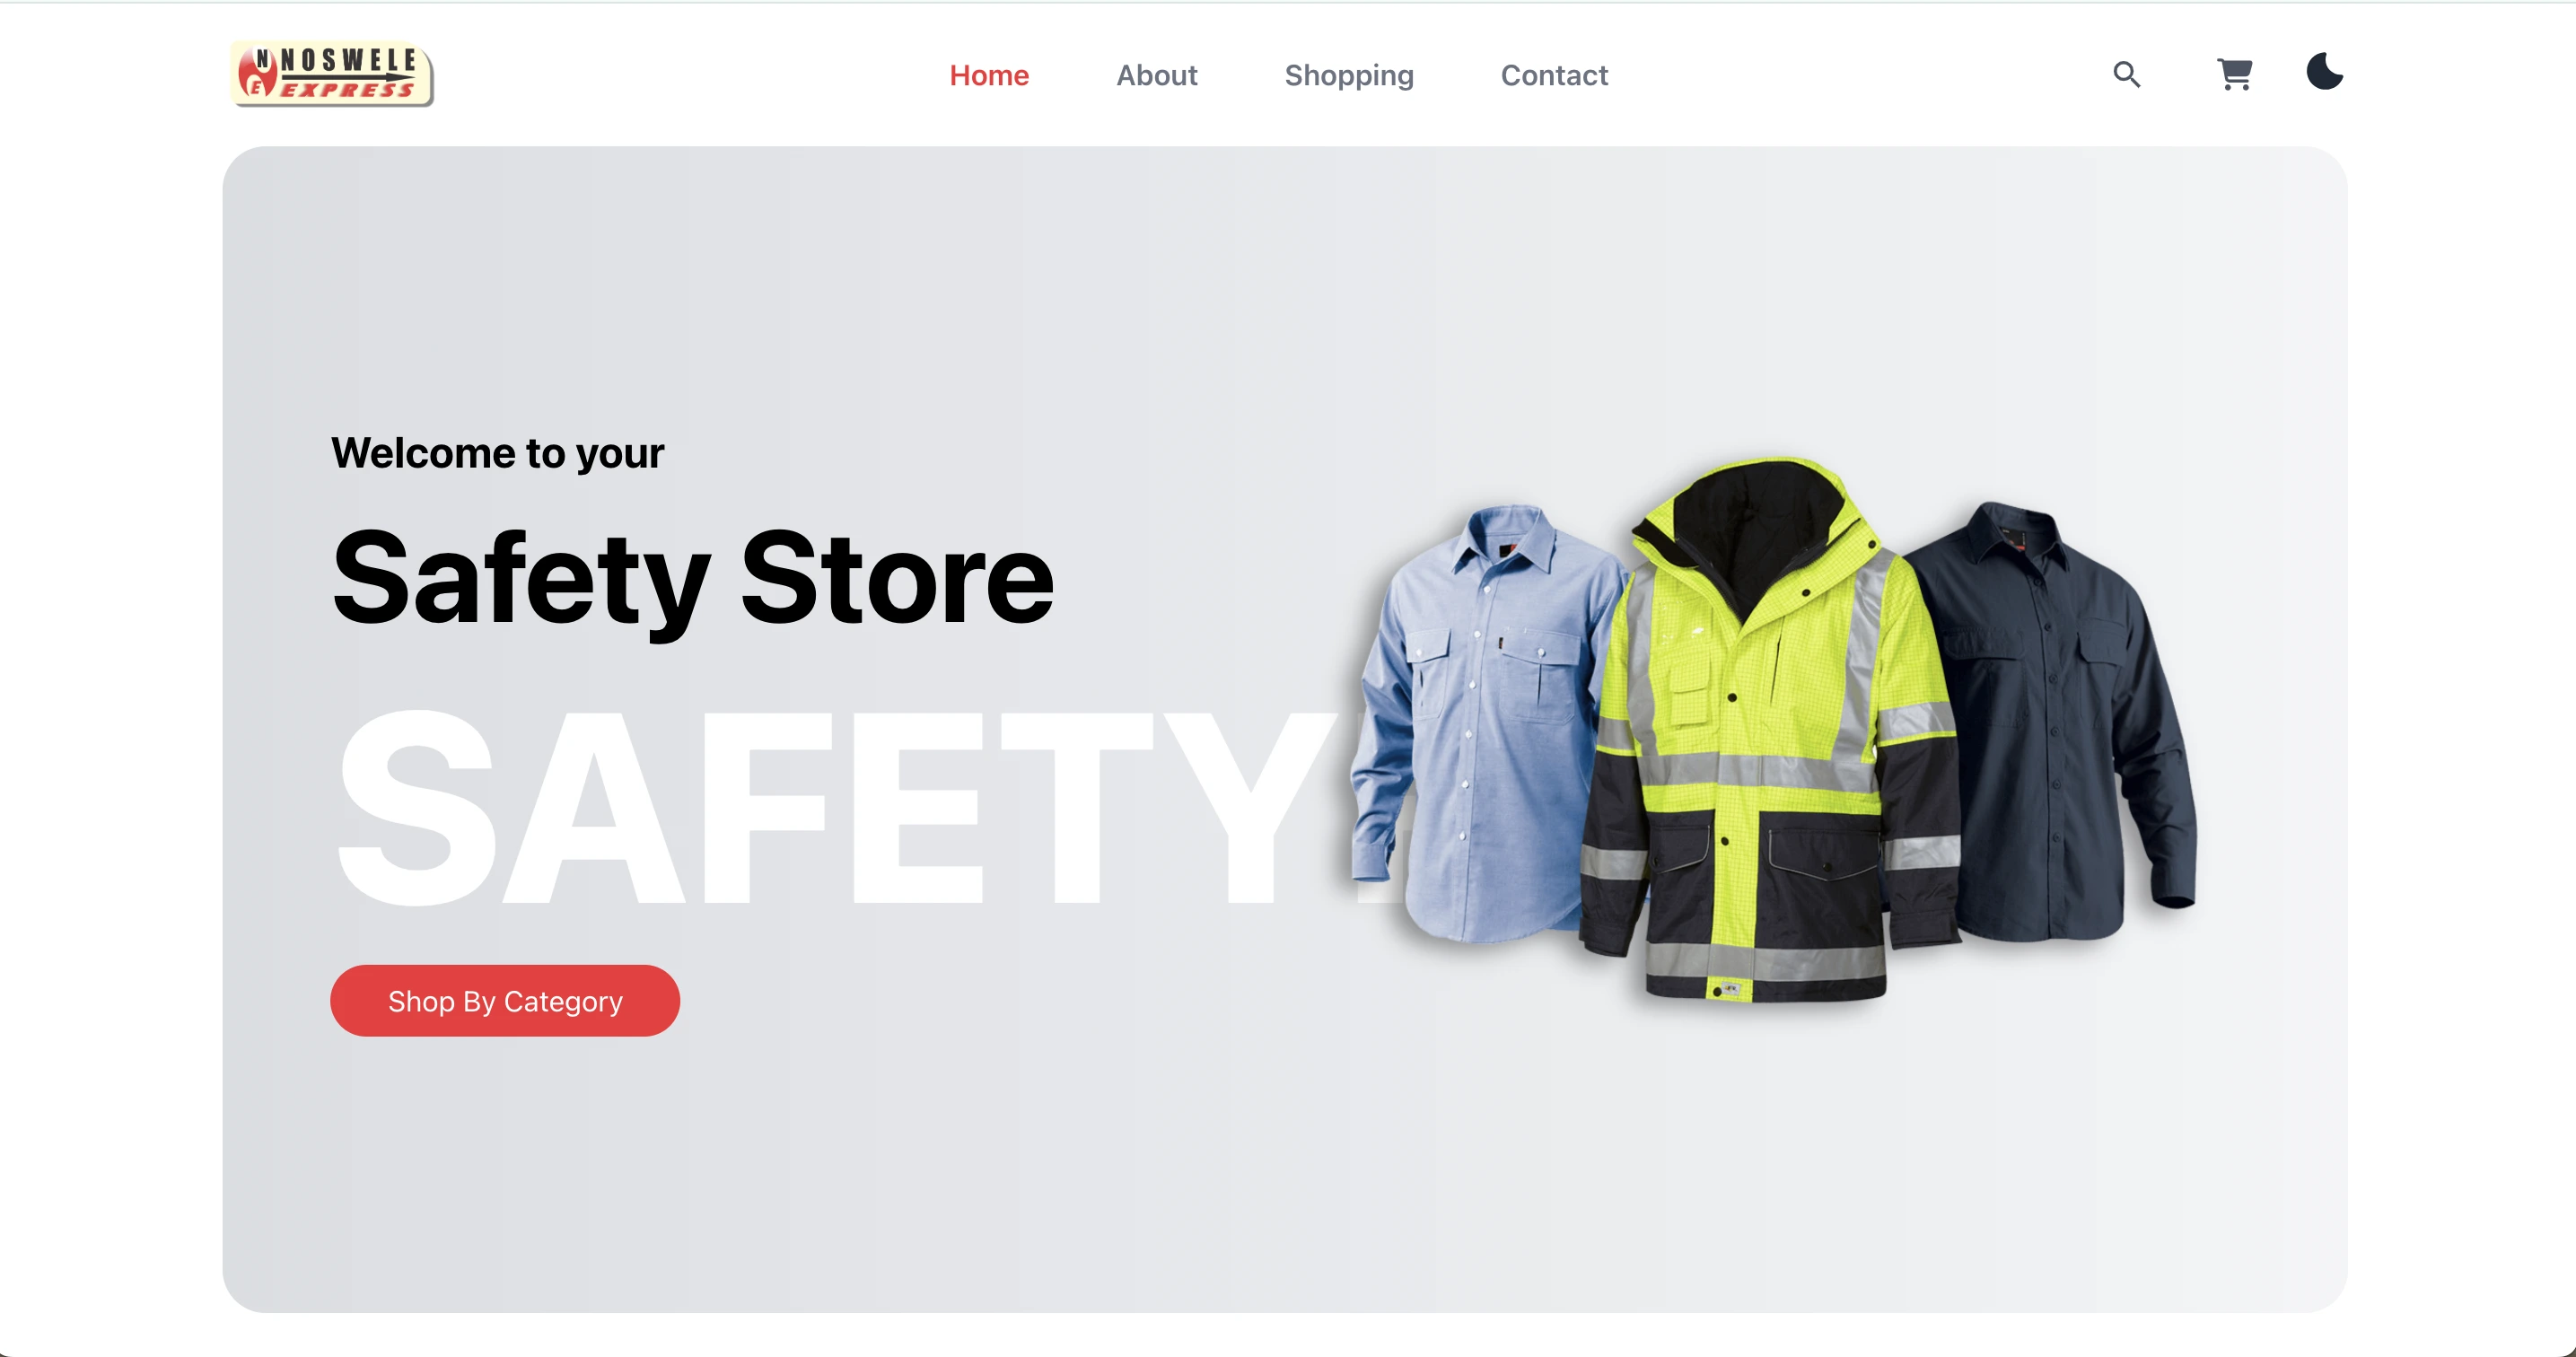 N NOSWELE
E EXPRESS
Home About Shopping Contact
Welcome to your
Safety Store
SAFETY
Shop By Category